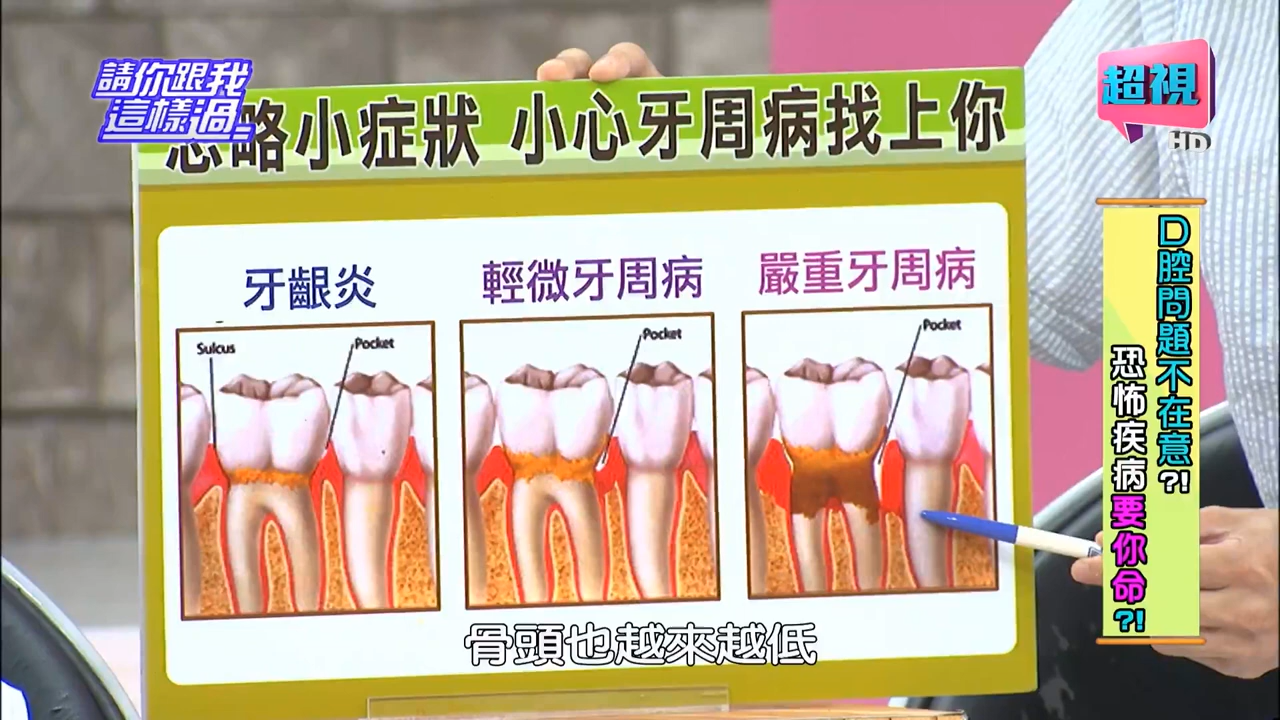 請你跟我
這樣過
忽略小症狀 小心牙周病找上你
超視
HD
D腔問題不在意?!
恐怖疾病要你命?!
牙齦炎
輕微牙周病
嚴重牙周病
Sulcus
Pocket
Pocket
Pocket
骨頭也越來越低